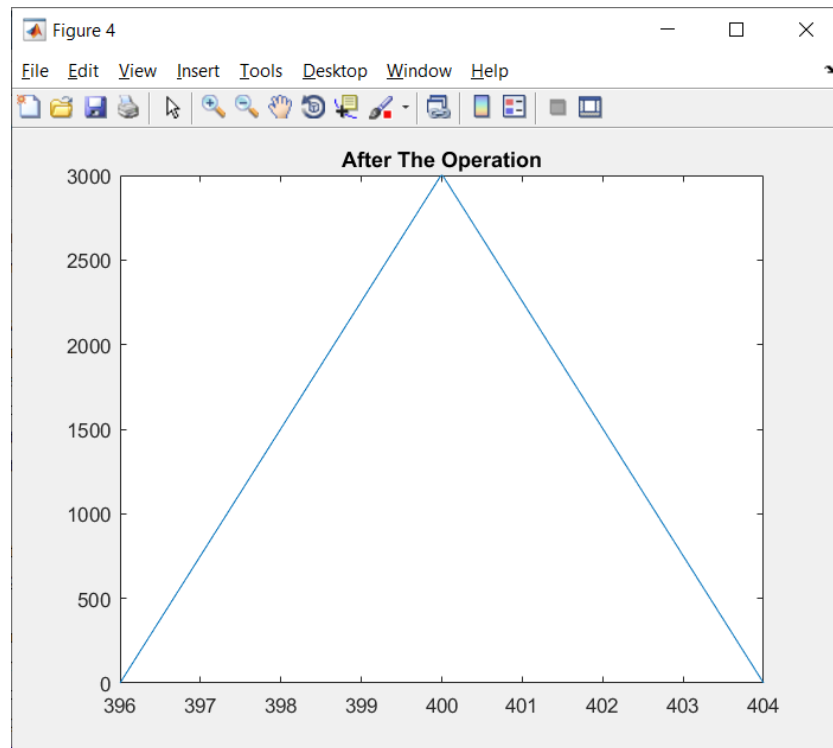 Figure 4
File Edit View Insert Tools Desktop Window Help
After The Operation
3000
2500
2000
1500
1000
500
0
396 397 398 399 400 401 402 403 404